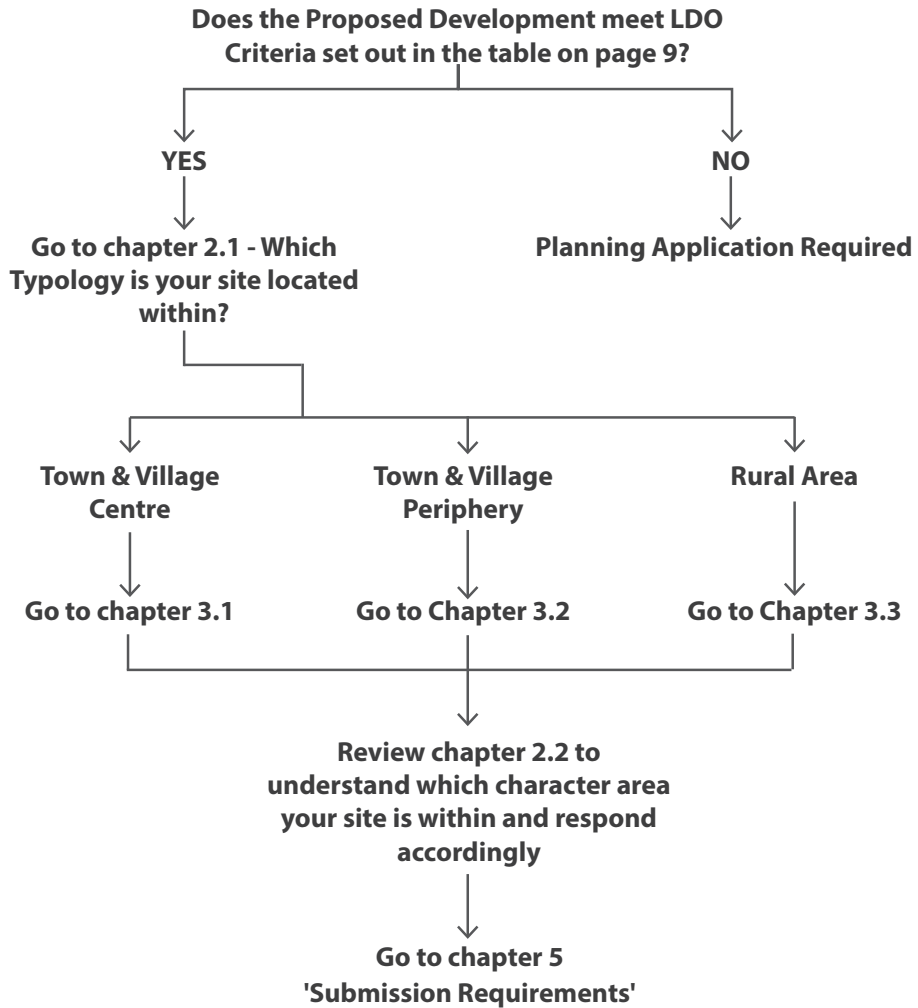 Does the Proposed Development meet LDO
Criteria set out in the table on page 9?
YES
NO
Go to chapter 2.1 - Which
Typology is your site located
within?
Planning Application Required
Town & Village
Centre
Town & Village
Periphery
Rural Area
Go to chapter 3.1
Go to Chapter 3.2
Go to Chapter 3.3
Review chapter 2.2 to
understand which character area
your site is within and respond
accordingly
Go to chapter 5
'Submission Requirements’